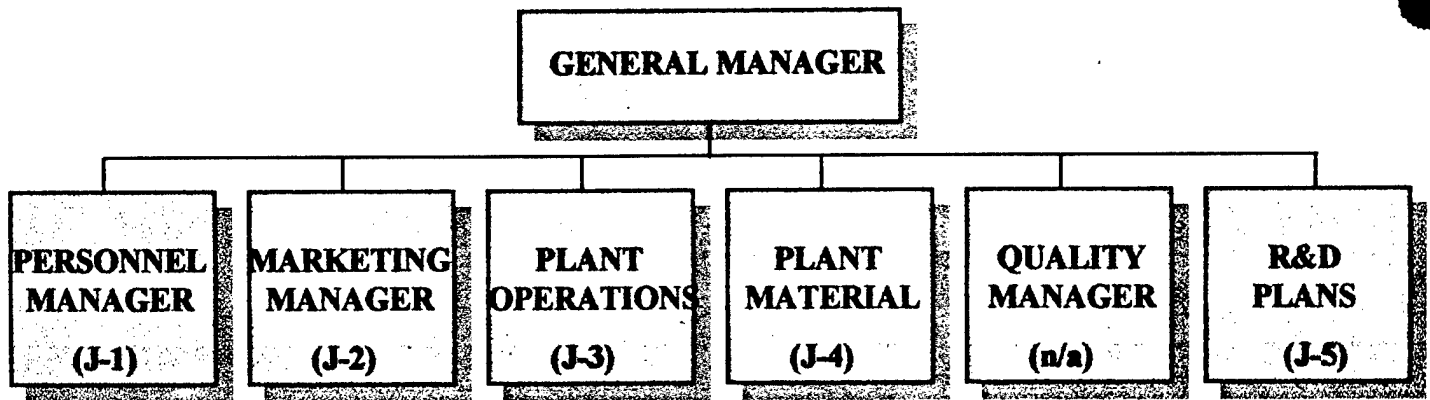 GENERAL MANAGER
PERSONNEL
MANAGER
(J-1)
MARKETING
MANAGER
(J-2)
PLANT
OPERATIONS
(J-3)
PLANT
MATERIAL
(J-4)
QUALITY
MANAGER
(n/a)
R&D
PLANS
(J-5)